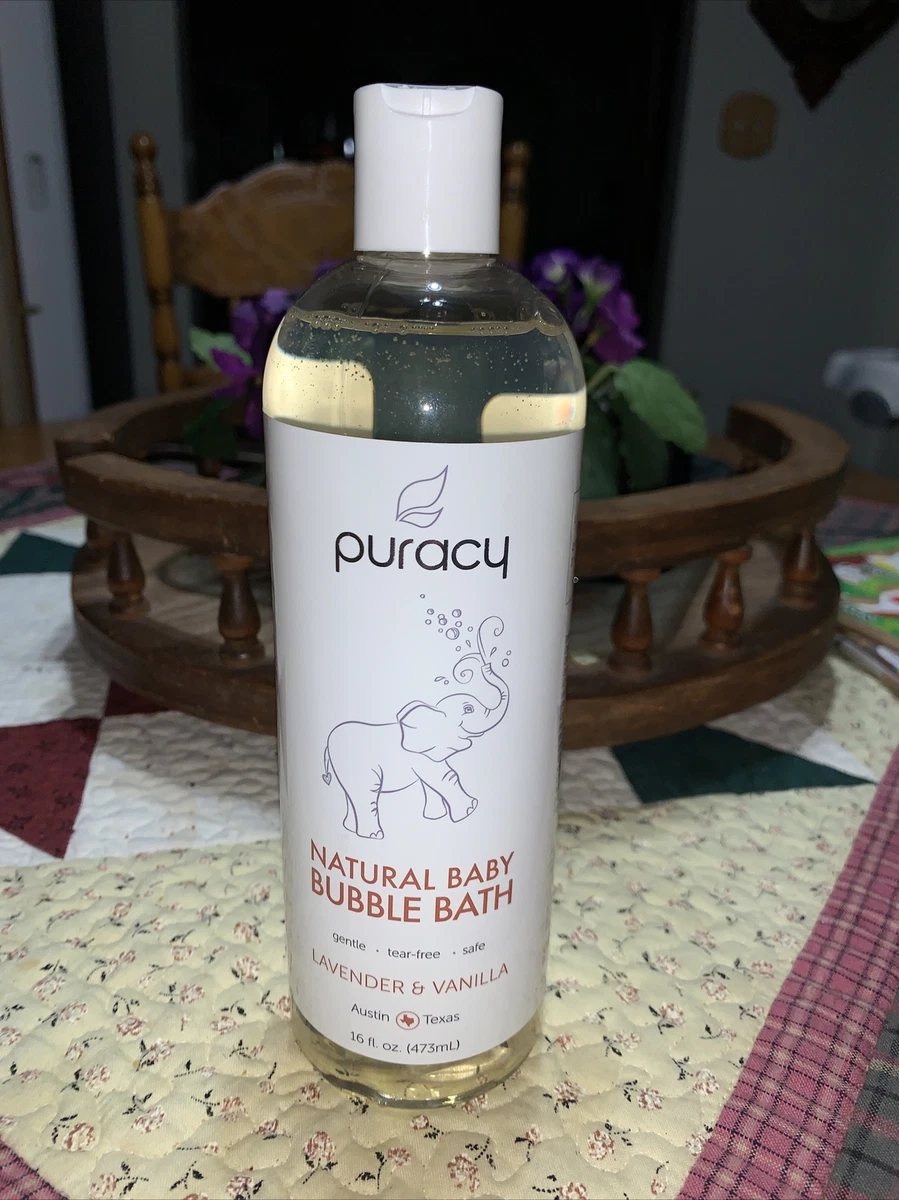 puracy
NATURAL BABY
BUBBLE BATH
gentle · tear-free · safe
LAVENDER & VANILLA
Austin Texas
16 fl. oz. (473mL)